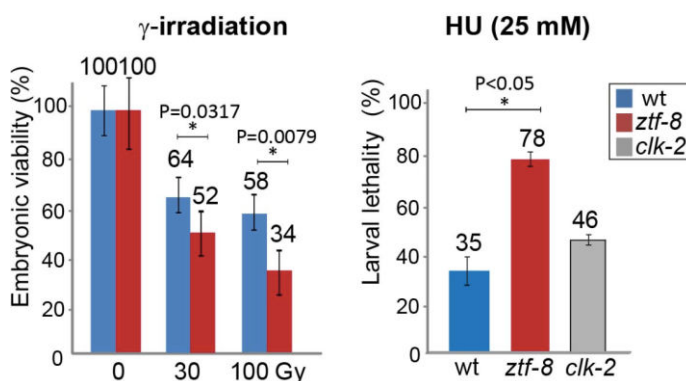 γ-irradiation
Embryonic viability (%)
100
80
60
40
20
0
100100
P=0.0317
*
64
52
P=0.0079
*
58
34
0 30 100 Gy
HU (25 mM)
Larval lethality (%)
100
80
60
40
20
P<0.05
*
35
78
46
wt ztf-8 clk-2
wt
ztf-8
clk-2